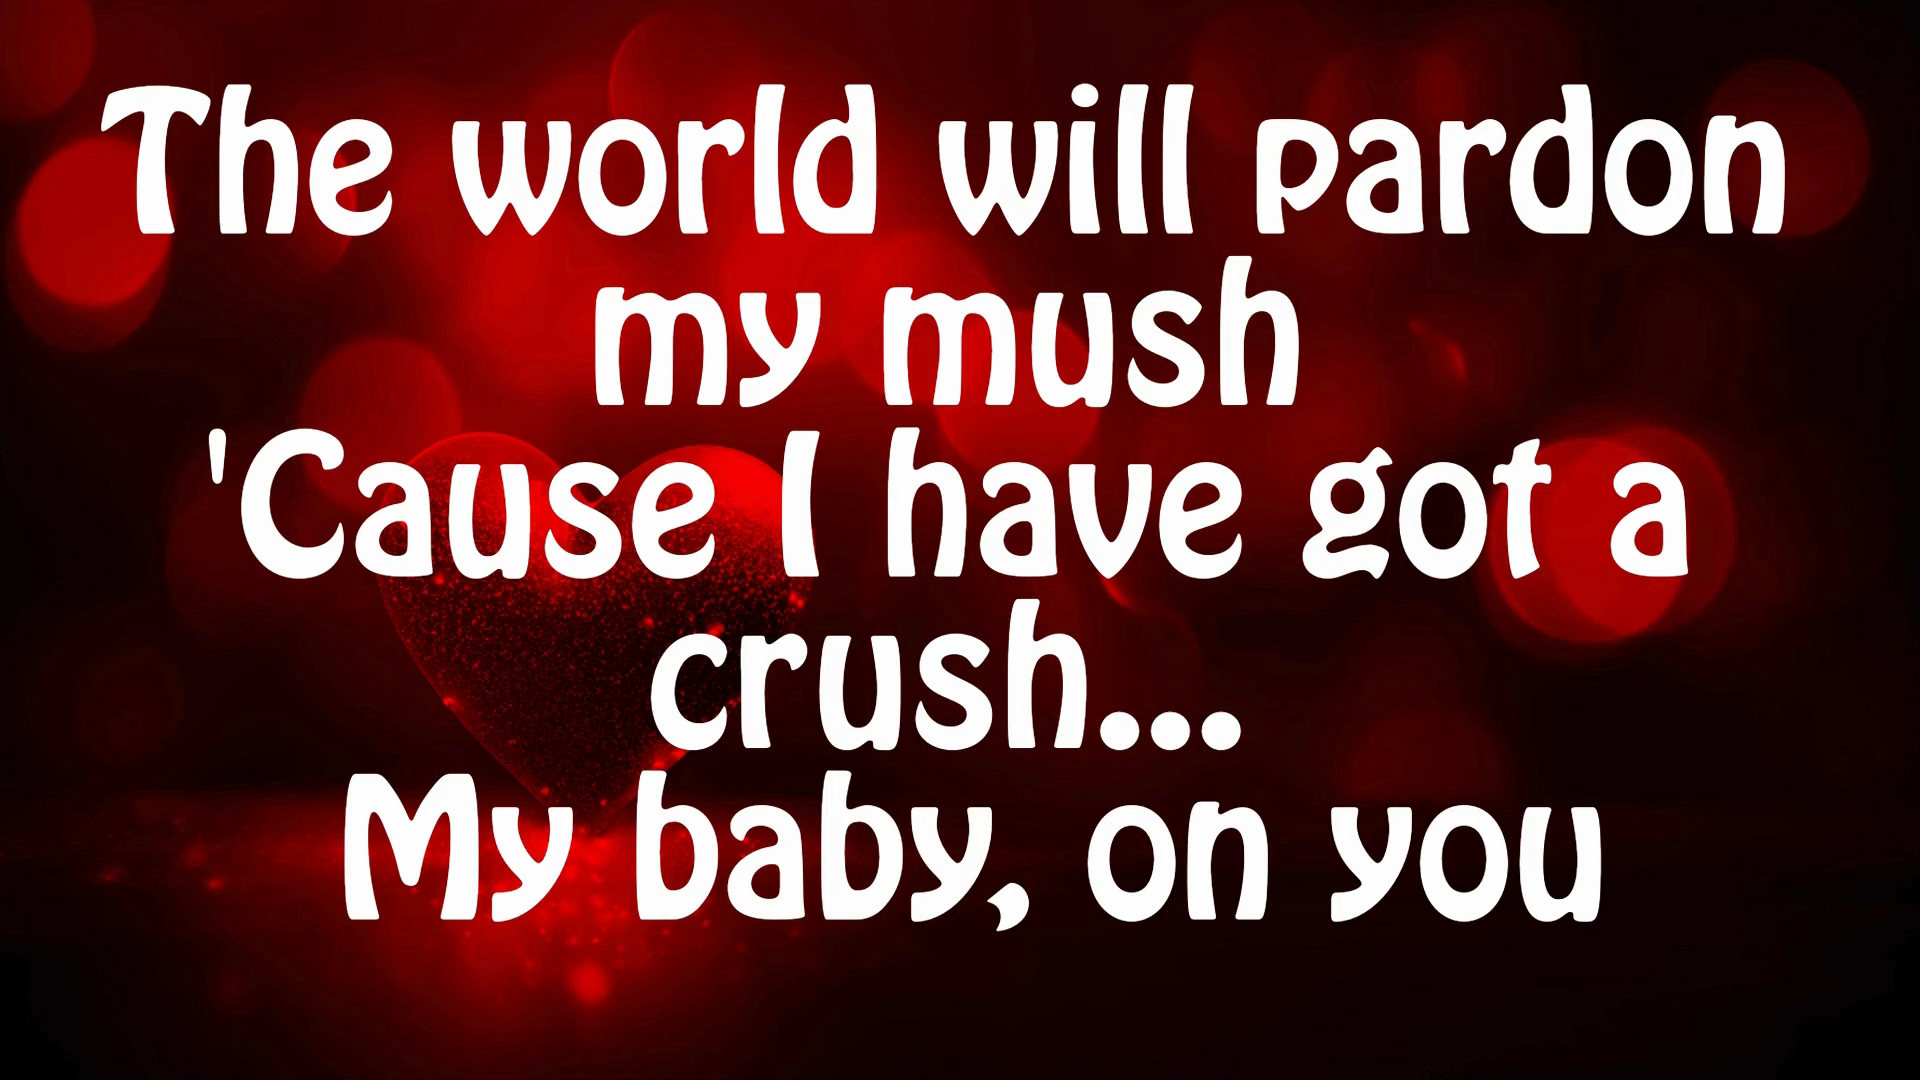 The world will pardon
my mush
'Cause I have got a
crush...
My baby, on you